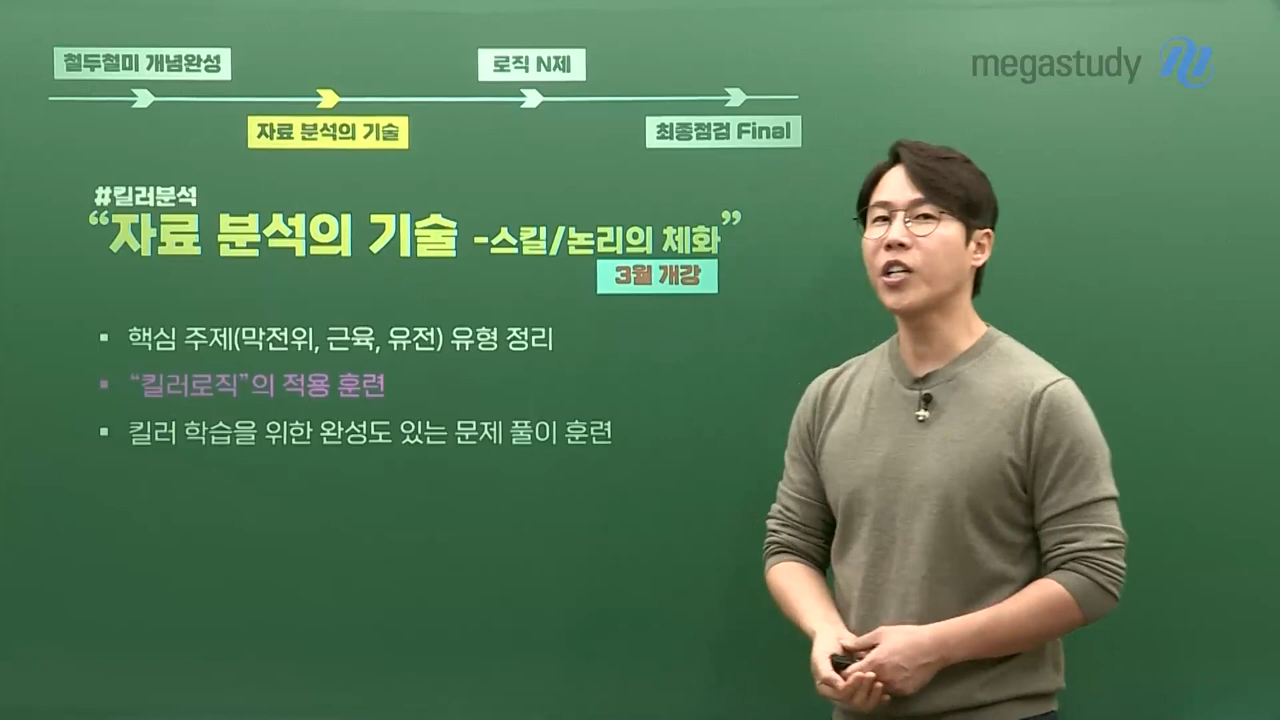 철두철미 개념완성
로직 N제
megastudy
자료 분석의 기술
최종점검 Final
#킬러분석
“자료 분석의 기술 -스킬/논리의 체화”
3월 개강
▪ 핵심 주제(막전위, 근육, 유전) 유형 정리
▪ “킬러로직”의 적용 훈련
▪ 킬러 학습을 위한 완성도 있는 문제 풀이 훈련